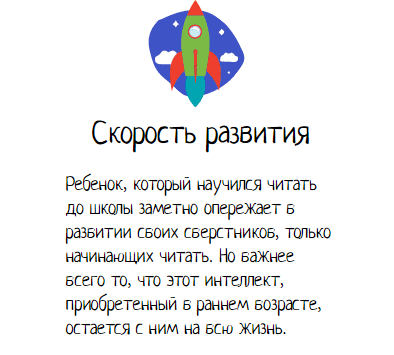 Скорость развития
Ребенок, который научился читать
до школы заметно опережает в
развитии своих сверстников, только
начинающих читать. Но важнее
всего то, что этот интеллект,
приобретенный в раннем возрасте,
остается с ним на всю жизнь.